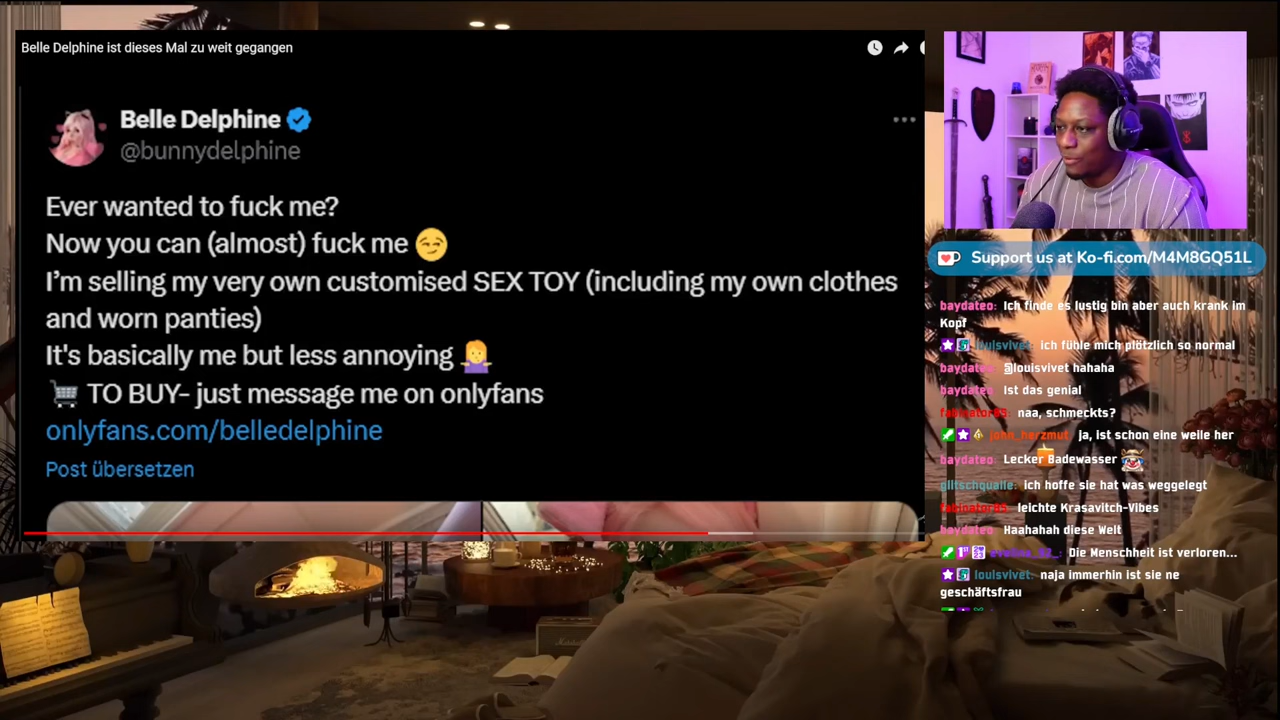 Belle Delphine ist dieses Mal zu weit gegangen
Belle Delphine
@bunnydelphine
Ever wanted to fuck me?
Now you can (almost) fuck me 😏
I'm selling my very own customised SEX TOY (including my own clothes
and worn panties)
It's basically me but less annoying 🤷‍♀️
🛒 TO BUY- just message me on onlyfans
onlyfans.com/belledelphine
Post übersetzen
Support us at Ko-fi.com/M4M8GQ51L
baydateo: Ich finde es lustig bin aber auch krank im
Kopf
louisvivet: ich fühle mich plötzlich so normal
baydateo: @louisvivet hahaha
baydateo: Ist das genial
fabinator89: naa, schmeckts?
john_herzmut: ja, ist schon eine weile her
baydateo: Lecker Badewasser
glitschqualle: ich hoffe sie hat was weggelegt
fabinator89: leichte Krasavitch-Vibes
baydateo: Haahahah diese Welt
Die Menschheit ist verloren...
louisvivet: naja immerhin ist sie ne
geschäftsfrau